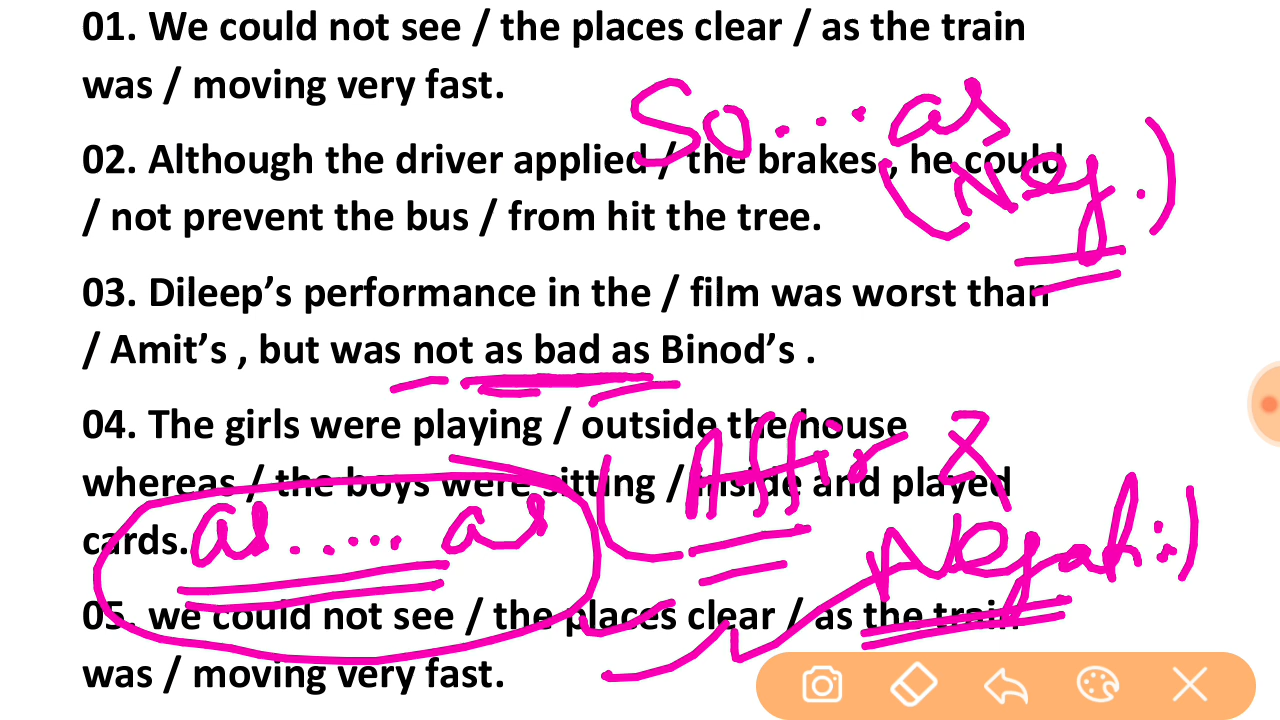 01. We could not see / the places clear / as the train
was / moving very fast.
So...as
02. Although the driver applied / the brakes , he could
(Neg.)
/ not prevent the bus / from hit the tree.
03. Dileep’s performance in the / film was worst than
/ Amit’s , but was not as bad as Binod’s .
04. The girls were playing / outside the house
(Affir &
whereas / the boys were sitting / inside and played
cards.
as.....as
Negati:)
05. we could not see / the places clear / as the train
was / moving very fast.